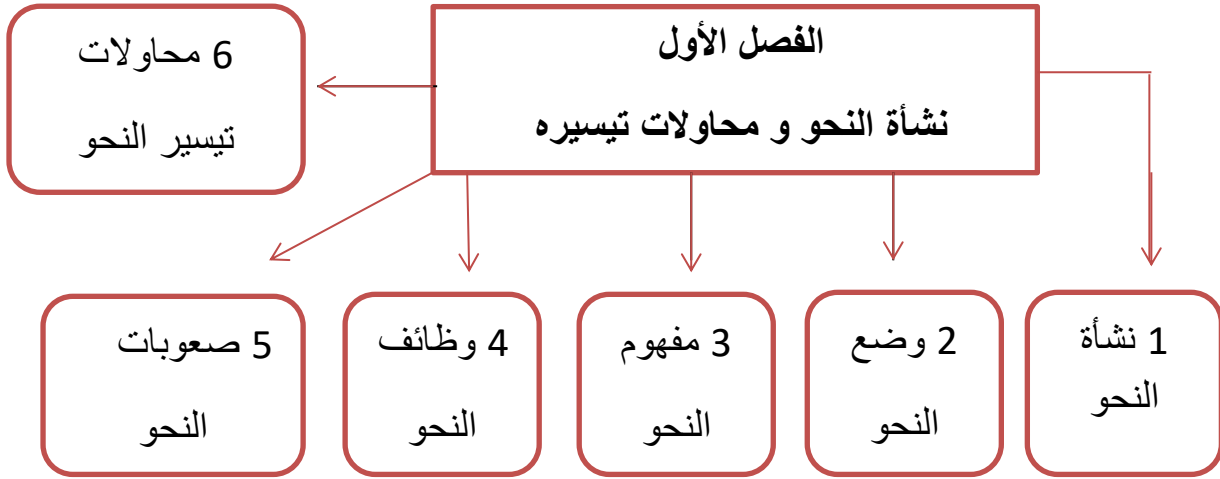 الفصل الأول
نشأة النحو و محاولات تيسيره
1 نشأة
النحو
2 وضع
النحو
3 مفهوم
النحو
4 وظائف
النحو
5 صعوبات
النحو
6 محاولات
تيسير النحو